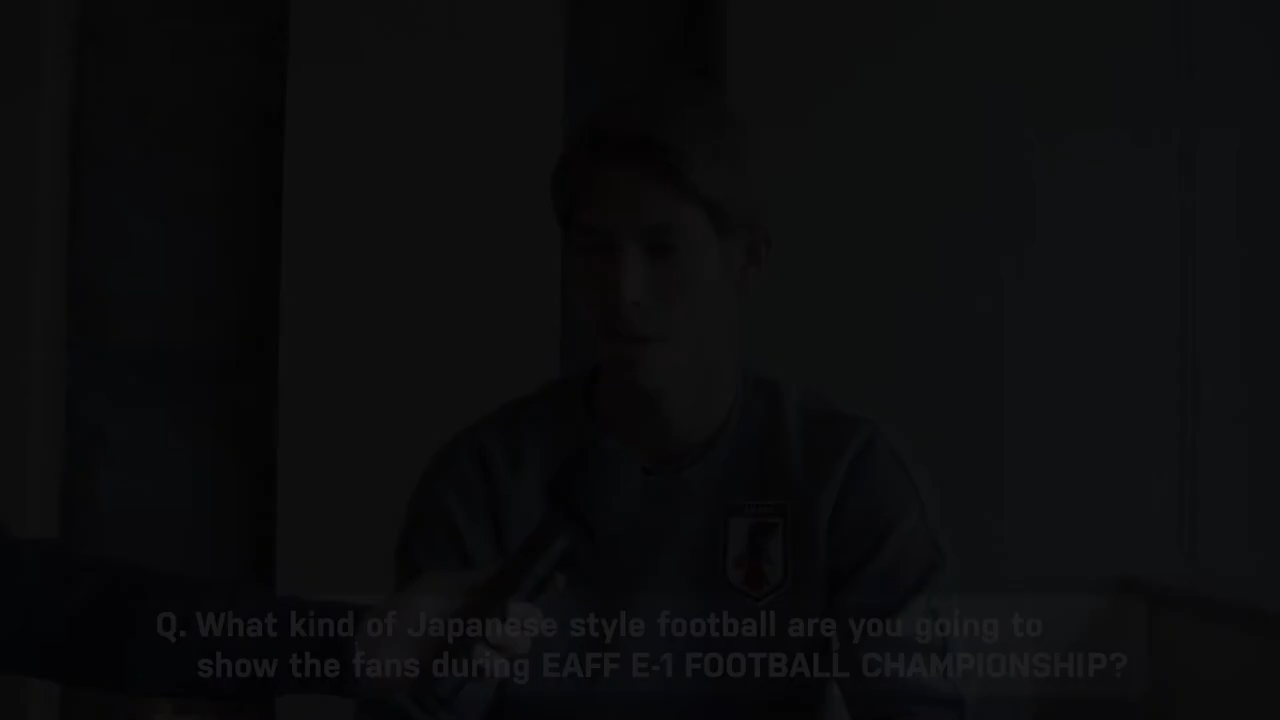 Q. What kind of Japanese style football are you going to
show the fans during EAFF E-1 FOOTBALL CHAMPIONSHIP?